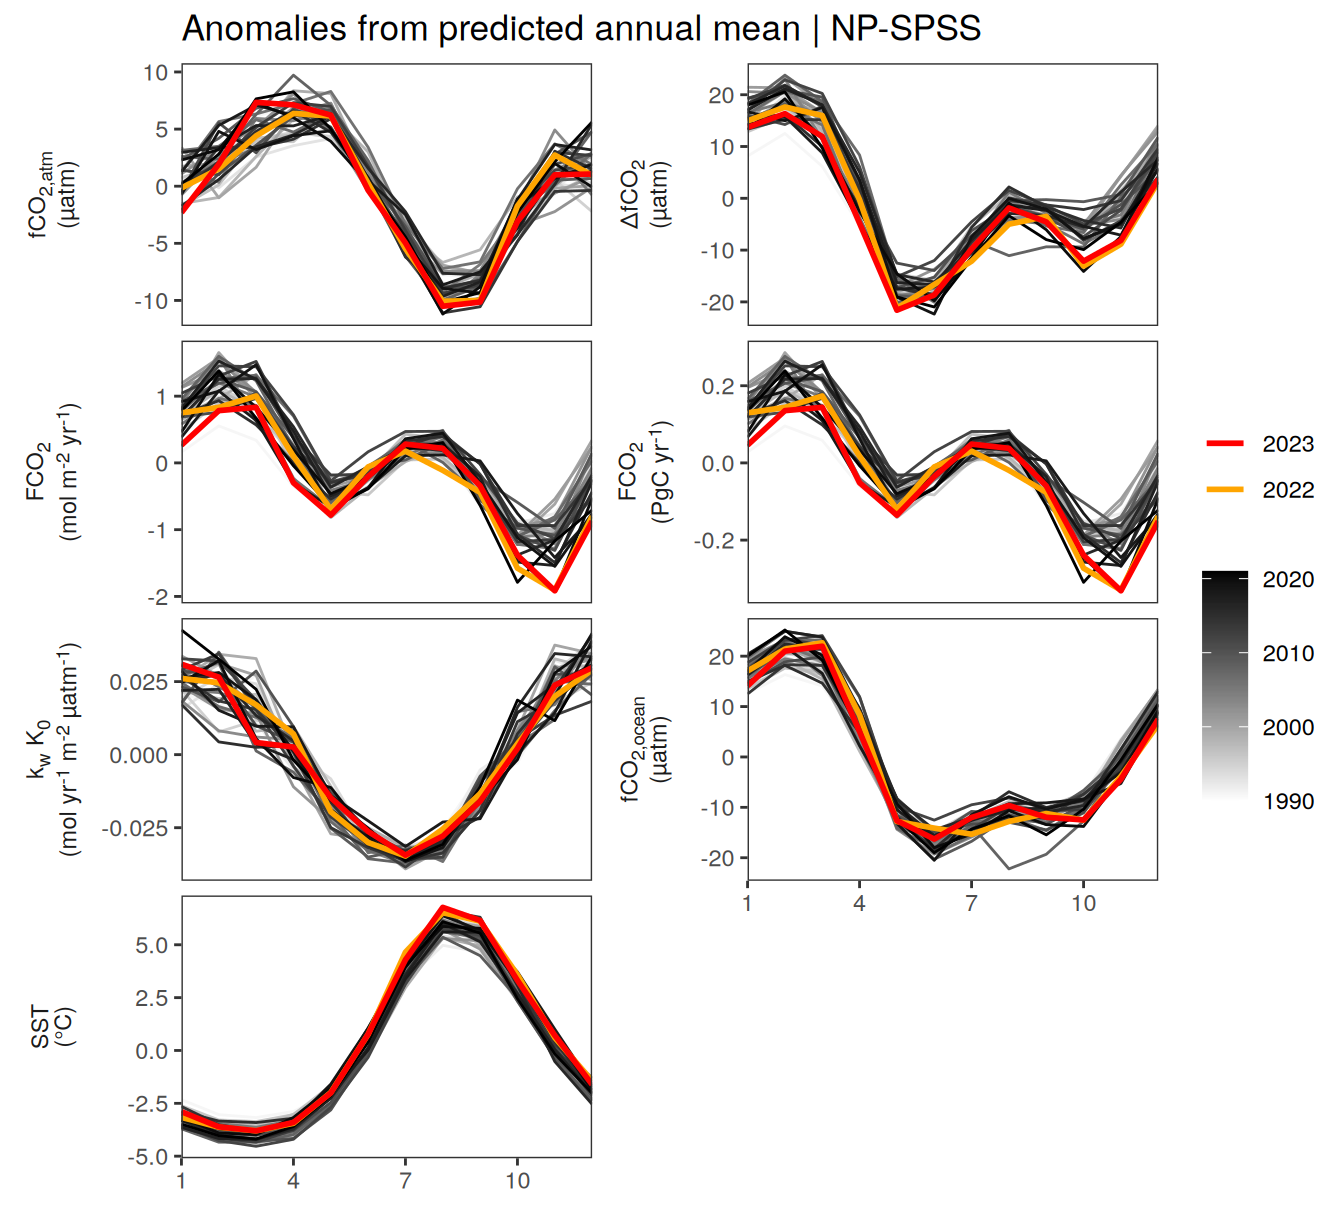 Anomalies from predicted annual mean | NP-SPSS
fCO2,atm
(µatm)
10
5
0
-5
-10
ΔfCO2
(µatm)
20
10
0
-10
-20
FCO2
(mol m-2 yr-1)
1
0
-1
-2
FCO2
(PgC yr-1)
0.2
0.0
-0.2
kw K0
(mol yr-1 m-2 µatm-1)
0.025
0.000
-0.025
fCO2,ocean
(µatm)
20
10
0
-10
-20
1 4 7 10
SST
(°C)
5.0
2.5
0.0
-2.5
-5.0
1 4 7 10
2023
2022
2020
2010
2000
1990